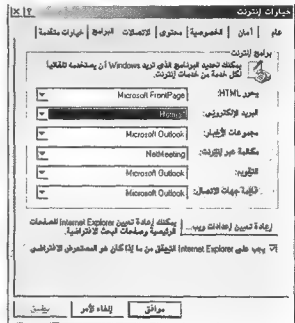 خيارات إنترنت
عام أمان الخصوصية محتوى الاتصالات البرامج خيارات متقدمة
برامج إنترنت
يمكنك تحديد البرنامج الذي تريد Windows أن يستخدمه تلقائياً
لكل خدمة من خدمات إنترنت.
محرر HTML: Microsoft FrontPage
البريد الإلكتروني: Hotmail
مجموعات الأخبار: Microsoft Outlook
مكالمة عبر إنترنت: NetMeeting
التقويم: Microsoft Outlook
قائمة جهات الاتصال: Microsoft Outlook
إعادة تعيين إعدادات ويب... يمكنك إعادة تعيين Internet Explorer للصفحات
الرئيسية وصفحات البحث الافتراضية.
يجب على Internet Explorer التحقق من ما إذا كان هو المستعرض الافتراضي
موافق إلغاء الأمر تطبيق